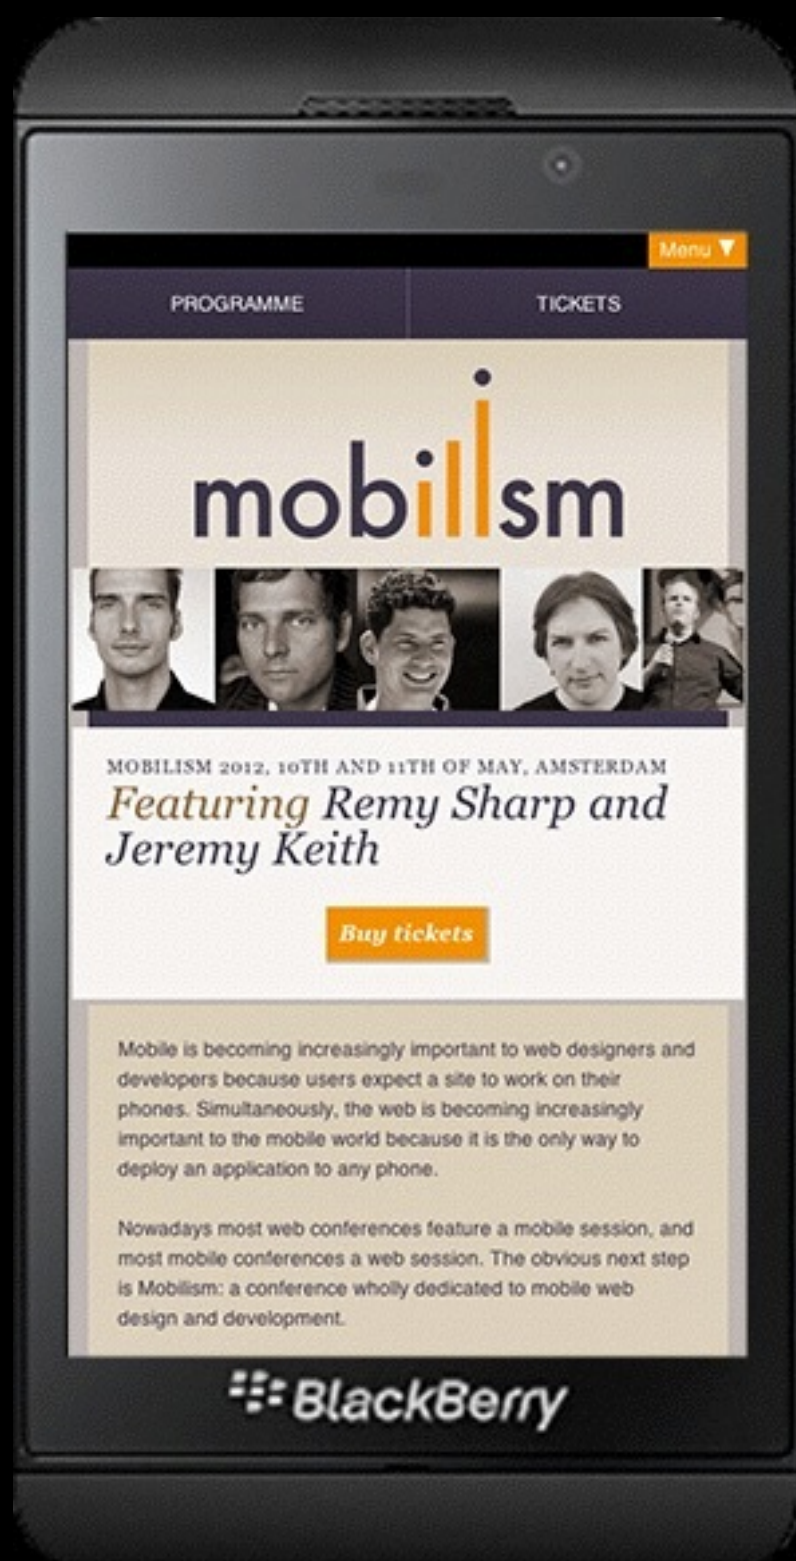 Menu ▼
PROGRAMME TICKETS
mobilism
MOBILISM 2012, 10TH AND 11TH OF MAY, AMSTERDAM
Featuring Remy Sharp and
Jeremy Keith
Buy tickets
Mobile is becoming increasingly important to web designers and
developers because users expect a site to work on their
phones. Simultaneously, the web is becoming increasingly
important to the mobile world because it is the only way to
deploy an application to any phone.
Nowadays most web conferences feature a mobile session, and
most mobile conferences a web session. The obvious next step
is Mobilism: a conference wholly dedicated to mobile web
design and development.
BlackBerry